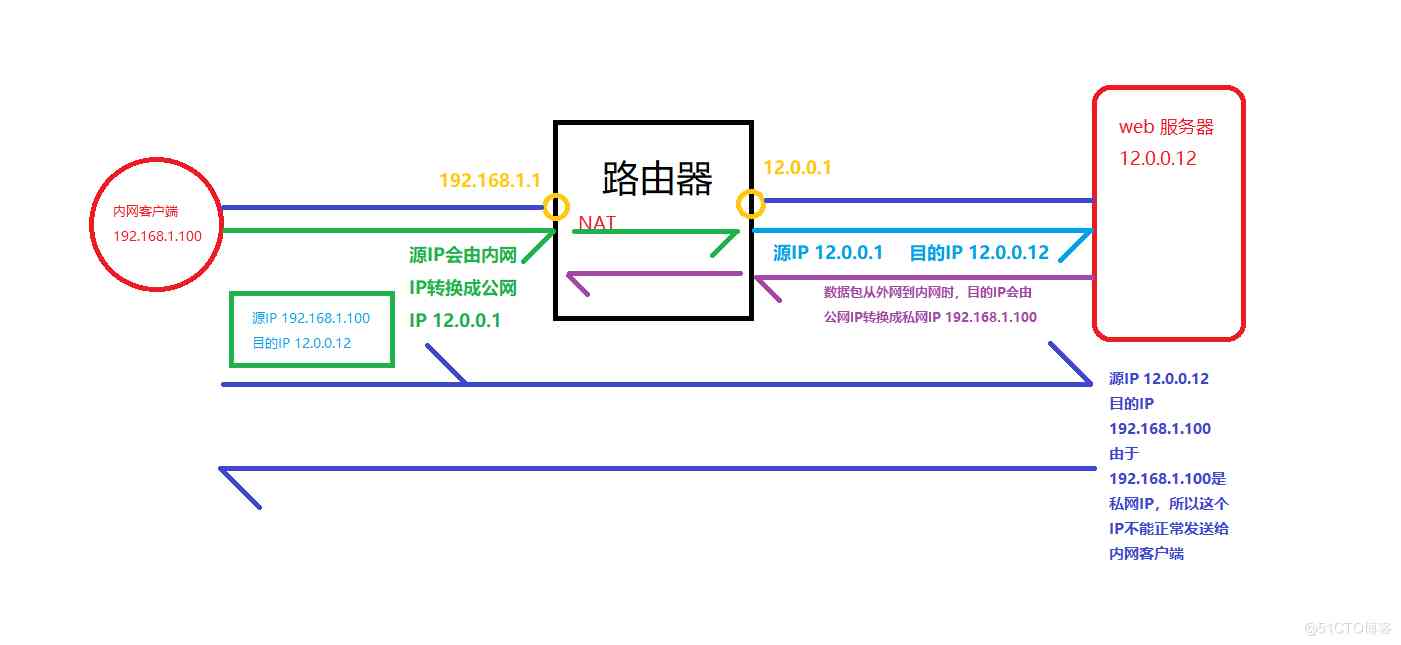 web 服务器
12.0.0.12
12.0.0.1
192.168.1.1
路由器
NAT
内网客户端
192.168.1.100
源IP会由内网
IP转换成公网
IP 12.0.0.1
源IP 12.0.0.1 目的IP 12.0.0.12
数据包从外网到内网时，目的IP会由
公网IP转换成私网IP 192.168.1.100
源IP 192.168.1.100
目的IP 12.0.0.12
源IP 12.0.0.12
目的IP
192.168.1.100
由于
192.168.1.100是
私网IP，所以这个
IP不能正常发送给
内网客户端
@51CTO博客